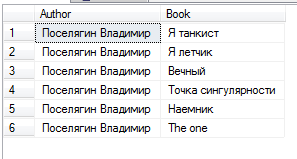 Author Book
1 Поселягин Владимир Я танкист
2 Поселягин Владимир Я летчик
3 Поселягин Владимир Вечный
4 Поселягин Владимир Точка сингулярности
5 Поселягин Владимир Наемник
6 Поселягин Владимир The one